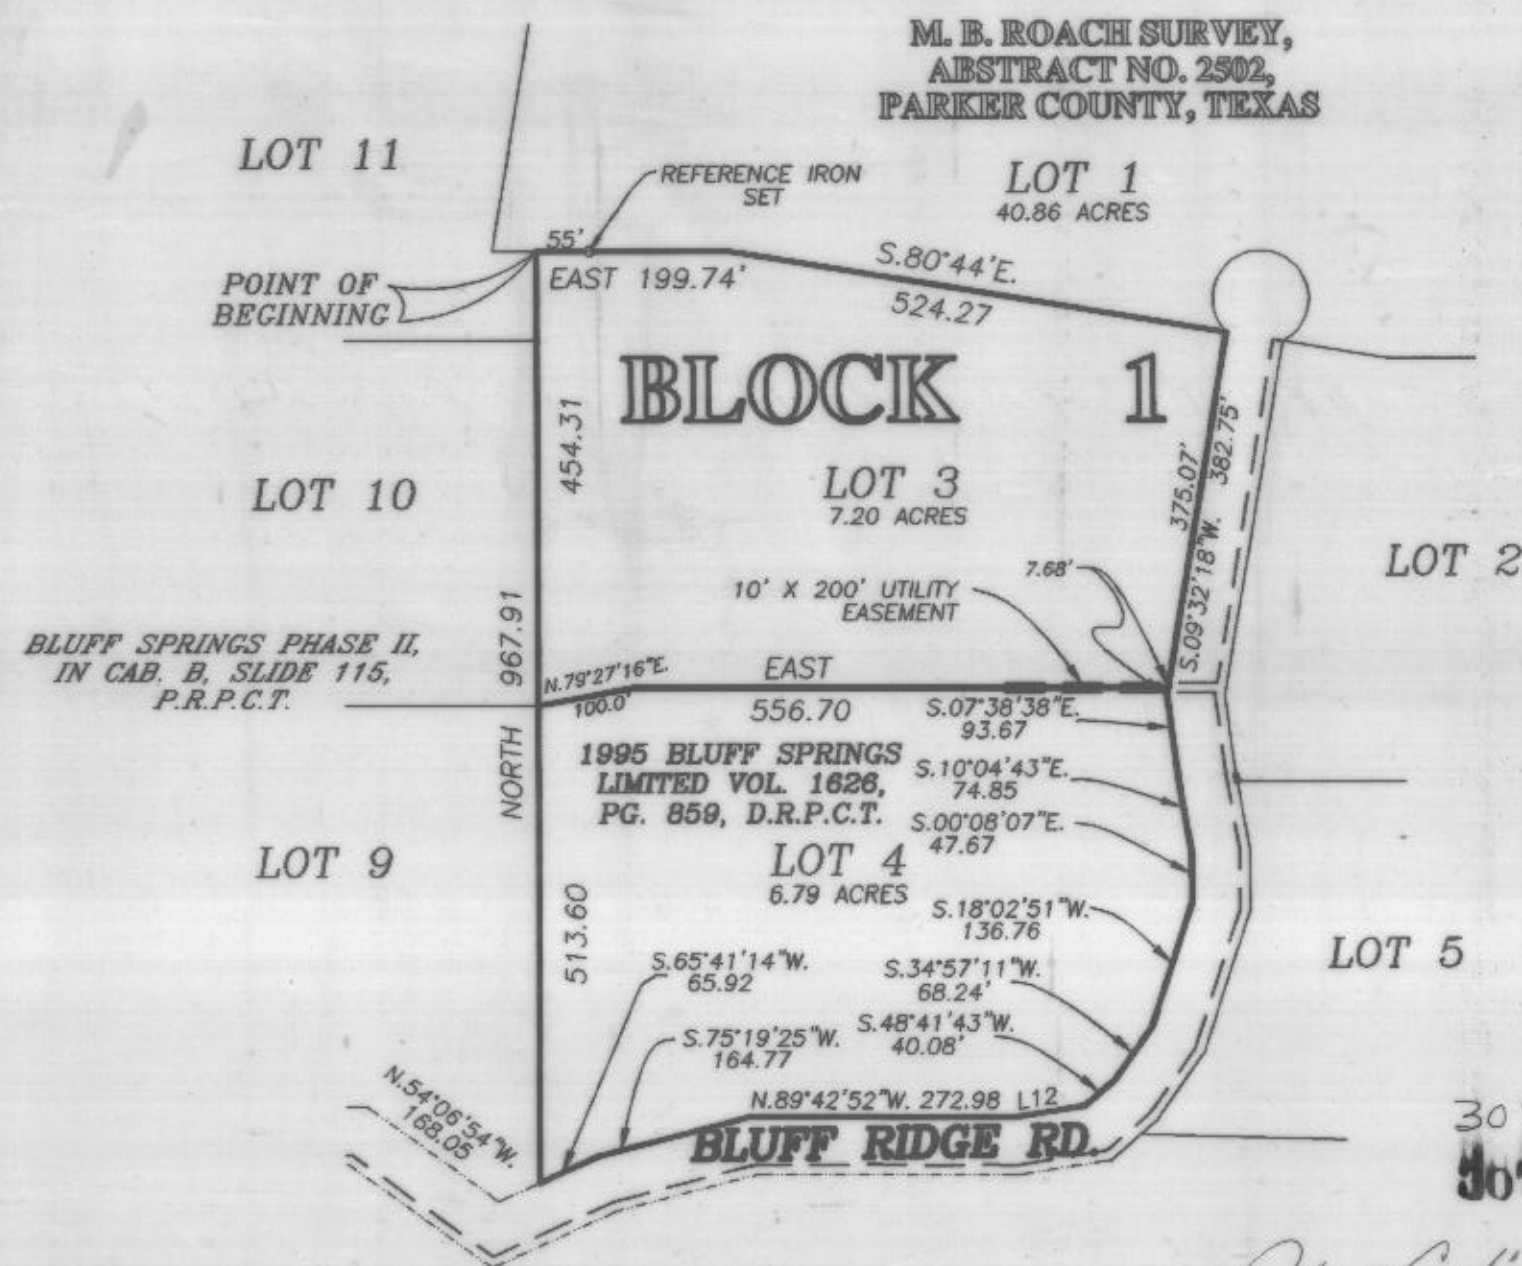 M. B. ROACH SURVEY,
ABSTRACT NO. 2502,
PARKER COUNTY, TEXAS
LOT 11
REFERENCE IRON
SET
LOT 1
40.86 ACRES
55'
POINT OF
BEGINNING
EAST 199.74'
S.80°44'E.
524.27
BLOCK 1
454.31
382.75'
375.07'
S.09°32'18"W.
LOT 10
LOT 3
7.20 ACRES
LOT 2
7.68'
10' X 200' UTILITY
EASEMENT
BLUFF SPRINGS PHASE II,
IN CAB. B, SLIDE 115,
P.R.P.C.T.
NORTH 967.91
N.79°27'16"E.
100.0'
EAST
556.70
S.07°38'38"E.
93.67
1995 BLUFF SPRINGS
LIMITED VOL. 1626,
PG. 859, D.R.P.C.T.
S.10°04'43"E.
74.85
S.00°08'07"E.
47.67
LOT 9
LOT 4
6.79 ACRES
513.60
S.18°02'51"W.
136.76
LOT 5
S.65°41'14"W.
65.92
S.34°57'11"W.
68.24'
S.75°19'25"W.
164.77
S.48°41'43"W.
40.08'
N.54°06'54"W.
168.05
N.89°42'52"W. 272.98 L12
BLUFF RIDGE RD.
30